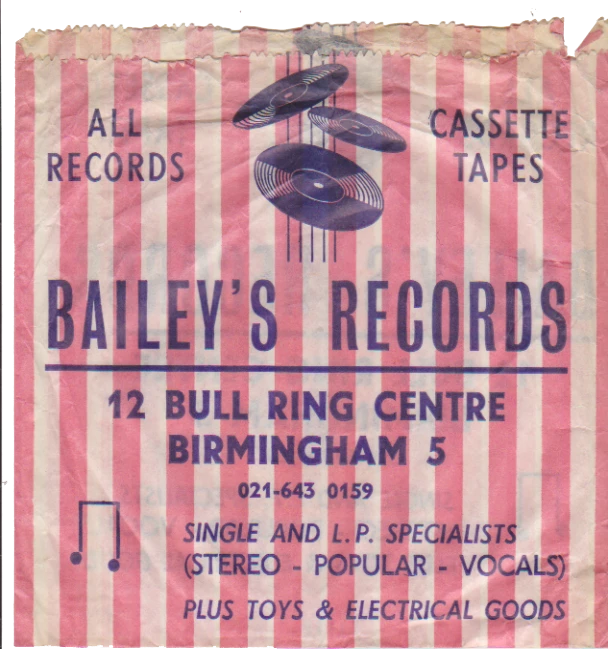 ALL
RECORDS
CASSETTE
TAPES
BAILEY'S RECORDS
12 BULL RING CENTRE
BIRMINGHAM 5
021-643 0159
SINGLE AND L.P. SPECIALISTS
(STEREO - POPULAR - VOCALS)
PLUS TOYS & ELECTRICAL GOODS